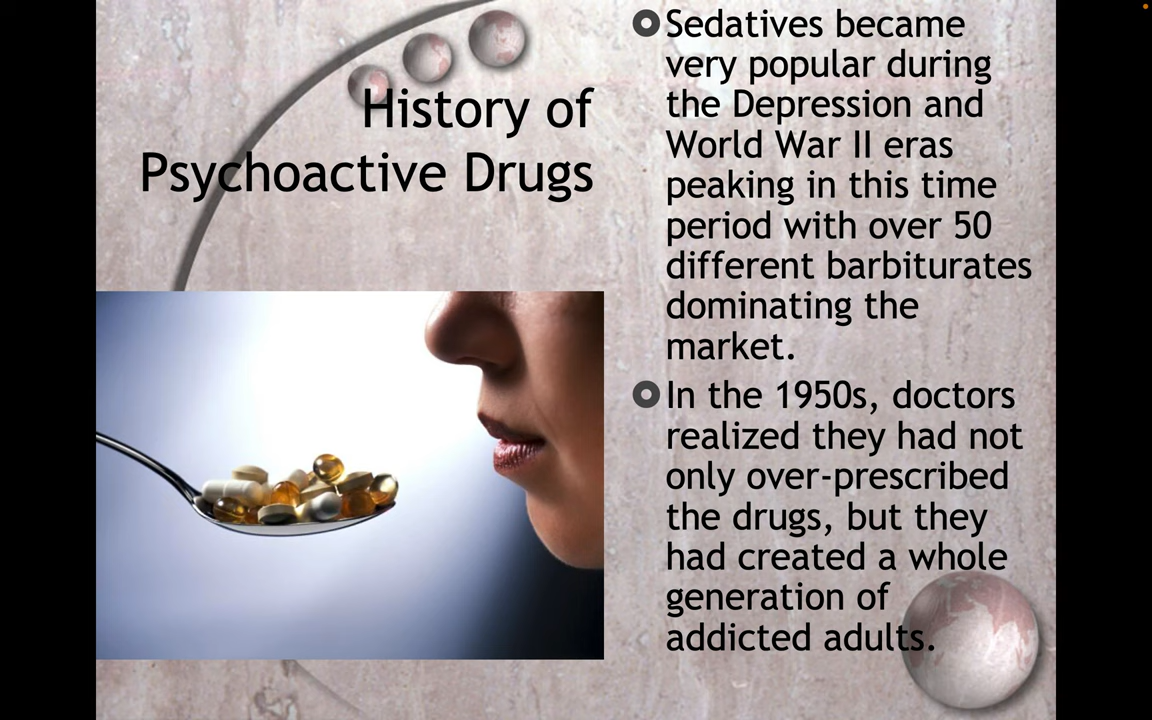 History of
Psychoactive Drugs
Sedatives became
very popular during
the Depression and
World War II eras
peaking in this time
period with over 50
different barbiturates
dominating the
market.
In the 1950s, doctors
realized they had not
only over-prescribed
the drugs, but they
had created a whole
generation of
addicted adults.